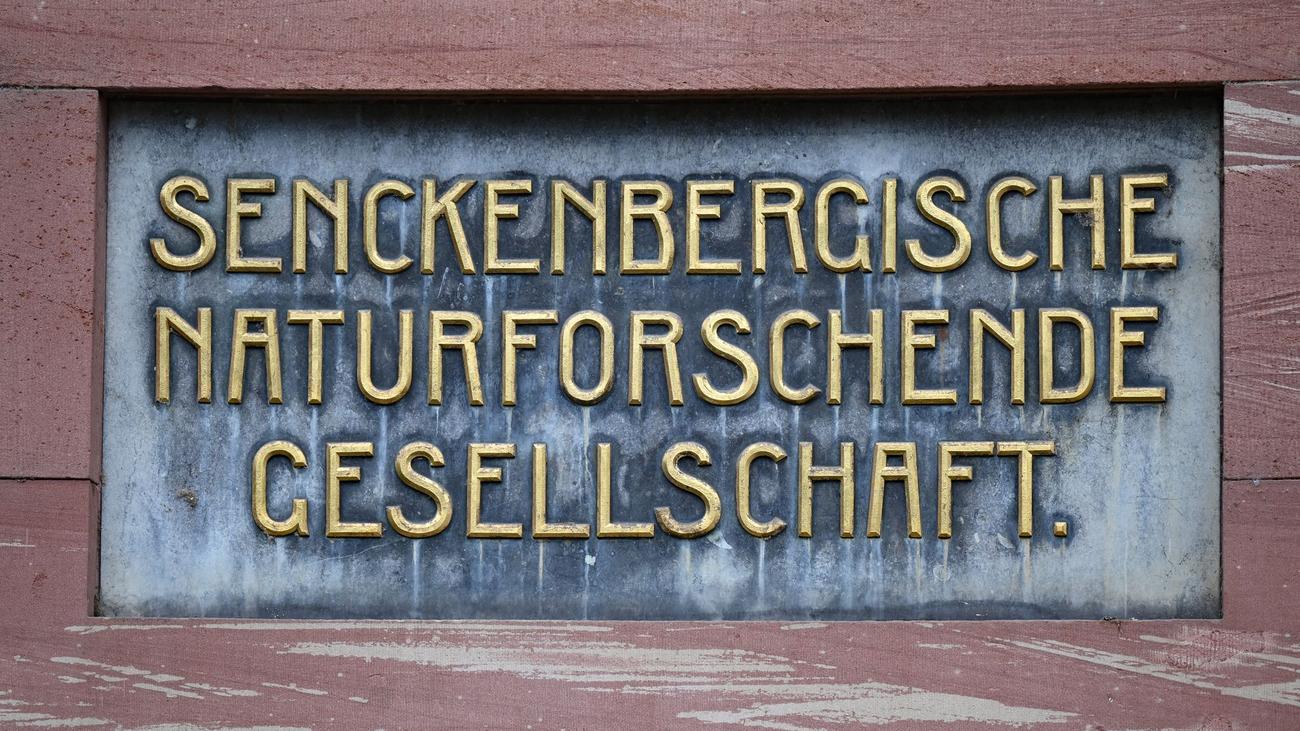 SENCKENBERGISCHE
NATURFORSCHENDE
GESELLSCHAFT.